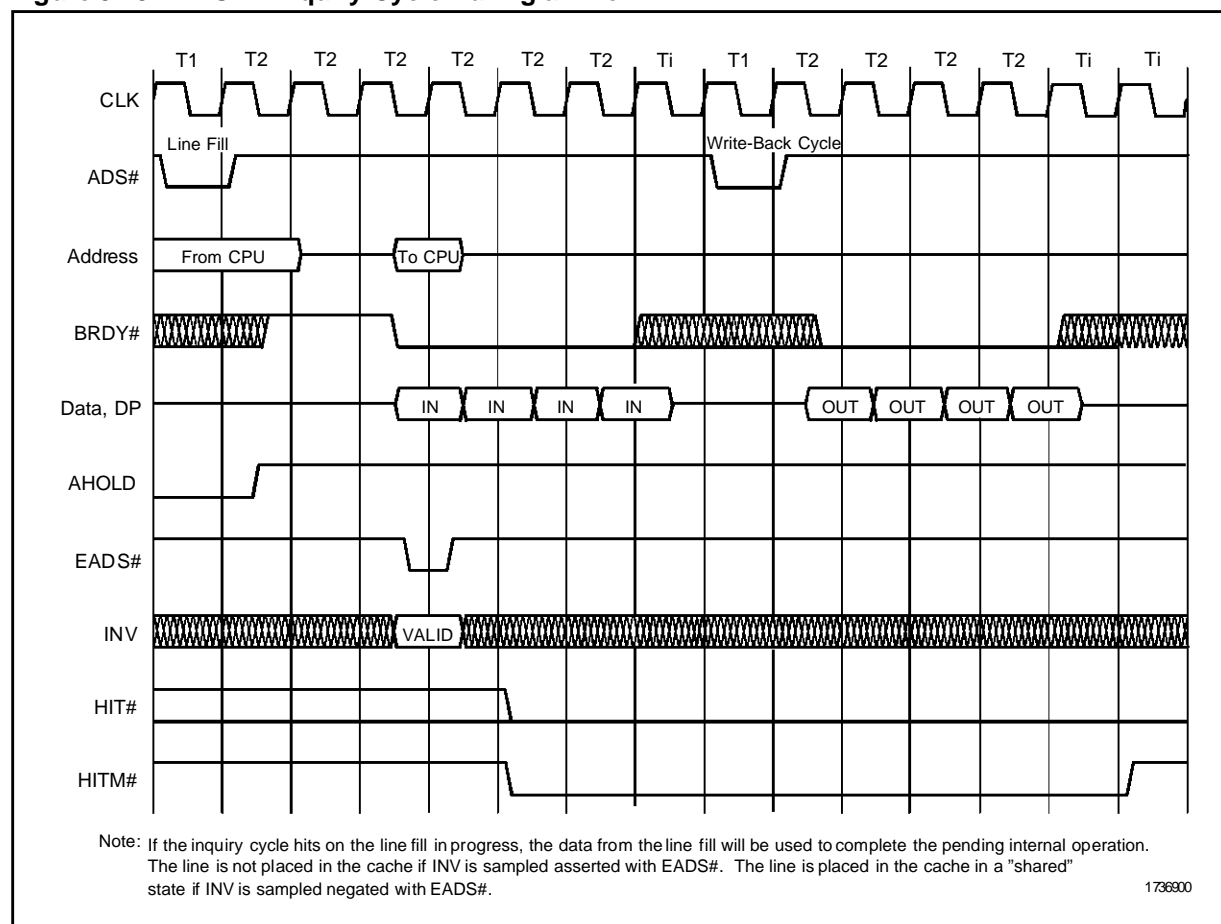 T1 T2 T2 T2 T2 T2 T2 Ti T1 T2 T2 T2 T2 Ti Ti
CLK
Line Fill Write-Back Cycle
ADS#
Address From CPU To CPU
BRDY#
Data, DP IN IN IN IN OUT OUT OUT OUT
AHOLD
EADS#
INV VALID
HIT#
HITM#
Note: If the inquiry cycle hits on the line fill in progress, the data from the line fill will be used to complete the pending internal operation.
The line is not placed in the cache if INV is sampled asserted with EADS#. The line is placed in the cache in a "shared"
state if INV is sampled negated with EADS#.
1736900